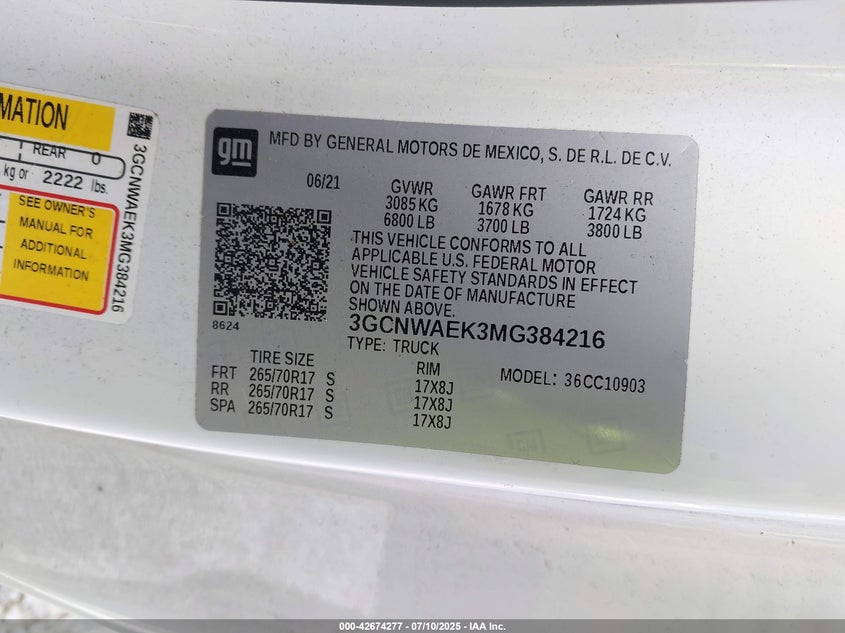 MATION
REAR 0
kg or 2222 lbs.
SEE OWNER'S
MANUAL FOR
ADDITIONAL
INFORMATION
3GCNWAEK3MG384216
gm
MFD BY GENERAL MOTORS DE MEXICO, S. DE R.L. DE C.V.
06/21 GVWR GAWR FRT GAWR RR
3085 KG 1678 KG 1724 KG
6800 LB 3700 LB 3800 LB
THIS VEHICLE CONFORMS TO ALL
APPLICABLE U.S. FEDERAL MOTOR
VEHICLE SAFETY STANDARDS IN EFFECT
ON THE DATE OF MANUFACTURE
SHOWN ABOVE.
8624
3GCNWAEK3MG384216
TYPE: TRUCK
TIRE SIZE RIM MODEL: 36CC10903
FRT 265/70R17 S 17X8J
RR 265/70R17 S 17X8J
SPA 265/70R17 S 17X8J
000-42674277 - 07/10/2025 - IAA Inc.